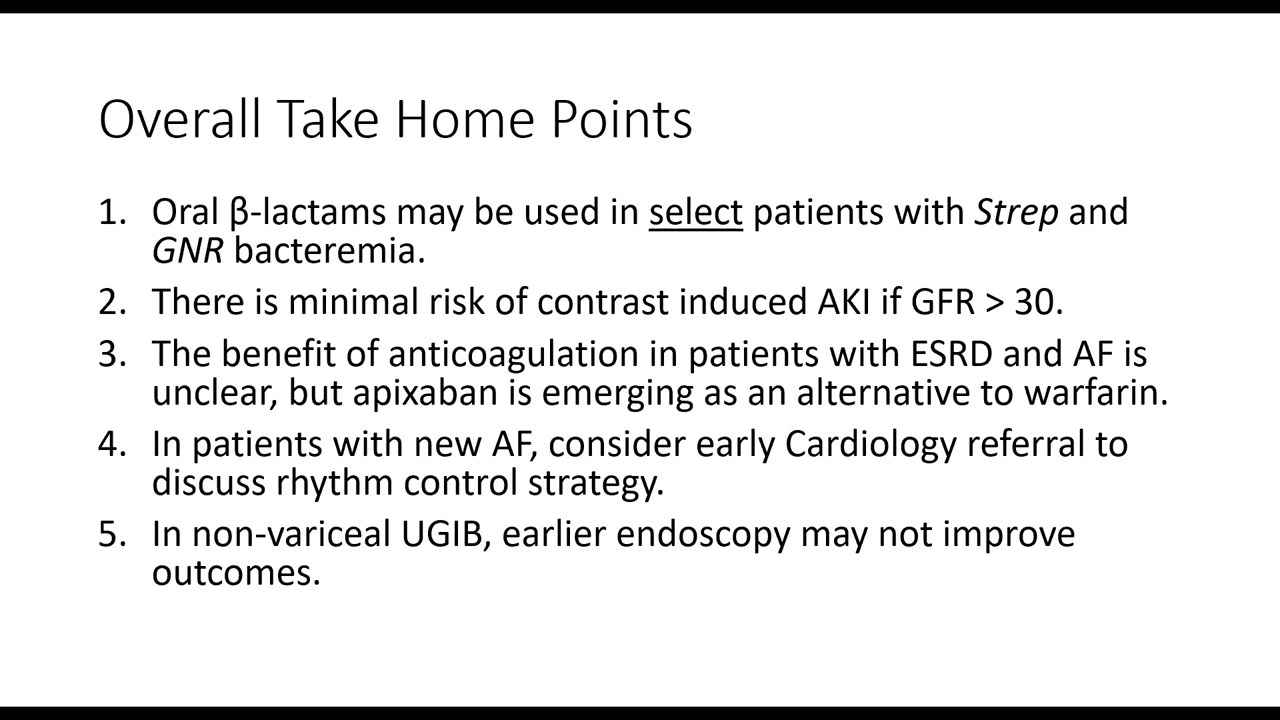 Overall Take Home Points
1. Oral β-lactams may be used in select patients with Strep and
GNR bacteremia.
2. There is minimal risk of contrast induced AKI if GFR > 30.
3. The benefit of anticoagulation in patients with ESRD and AF is
unclear, but apixaban is emerging as an alternative to warfarin.
4. In patients with new AF, consider early Cardiology referral to
discuss rhythm control strategy.
5. In non-variceal UGIB, earlier endoscopy may not improve
outcomes.